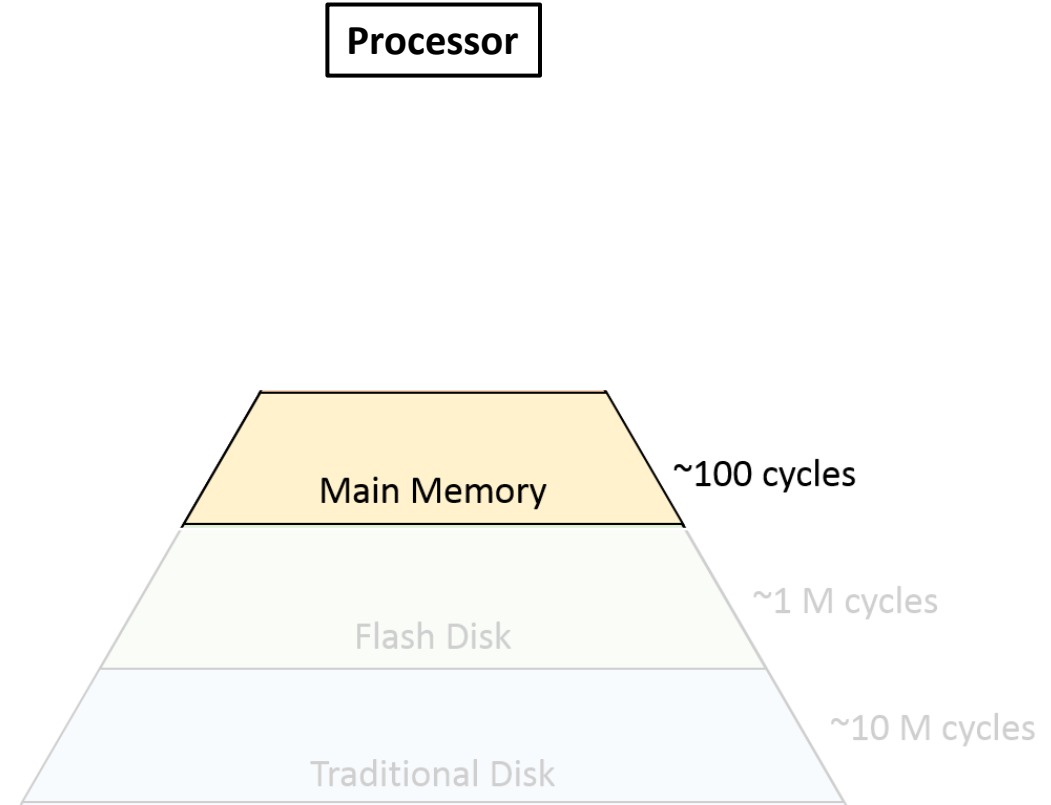 Processor
Main Memory
~100 cycles
Flash Disk
~1 M cycles
Traditional Disk
~10 M cycles